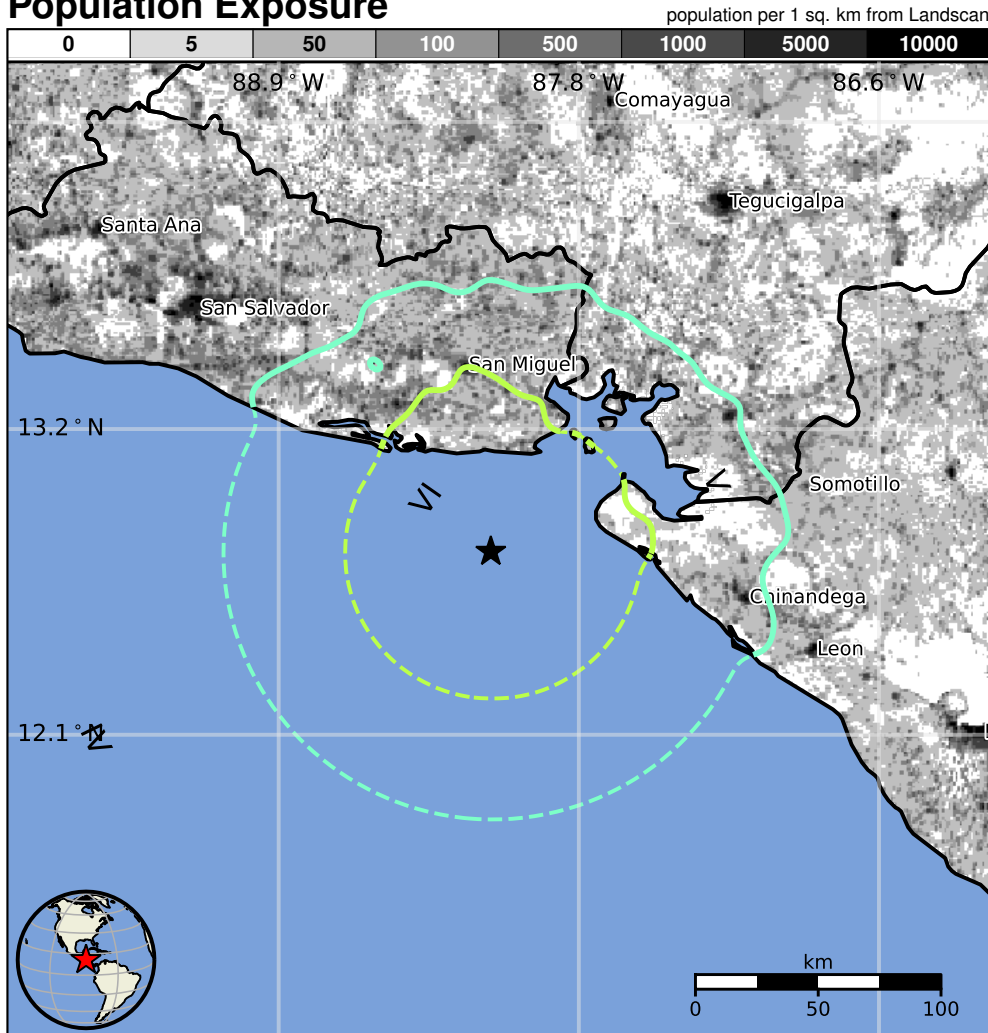 Population Exposure
population per 1 sq. km from Landscan
0 5 50 100 500 1000 5000 10000
88.9°W 87.8°W 86.6°W
Comayagua
Tegucigalpa
Santa Ana
San Salvador
San Miguel
13.2°N
Somotillo
V
VI
Chinandega
Leon
12.1°N
IV
km
0 50 100